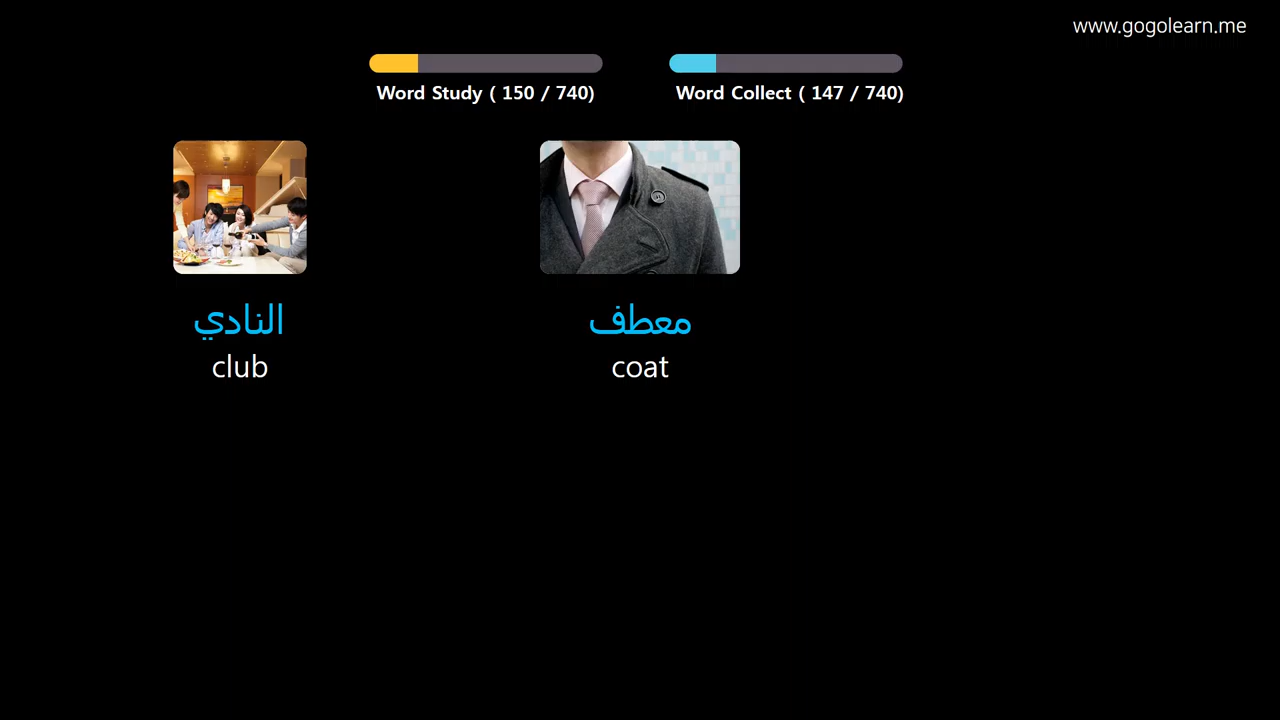 www.gogolearn.me
Word Study ( 150 / 740)
Word Collect ( 147 / 740)
النادي
club
معطف
coat